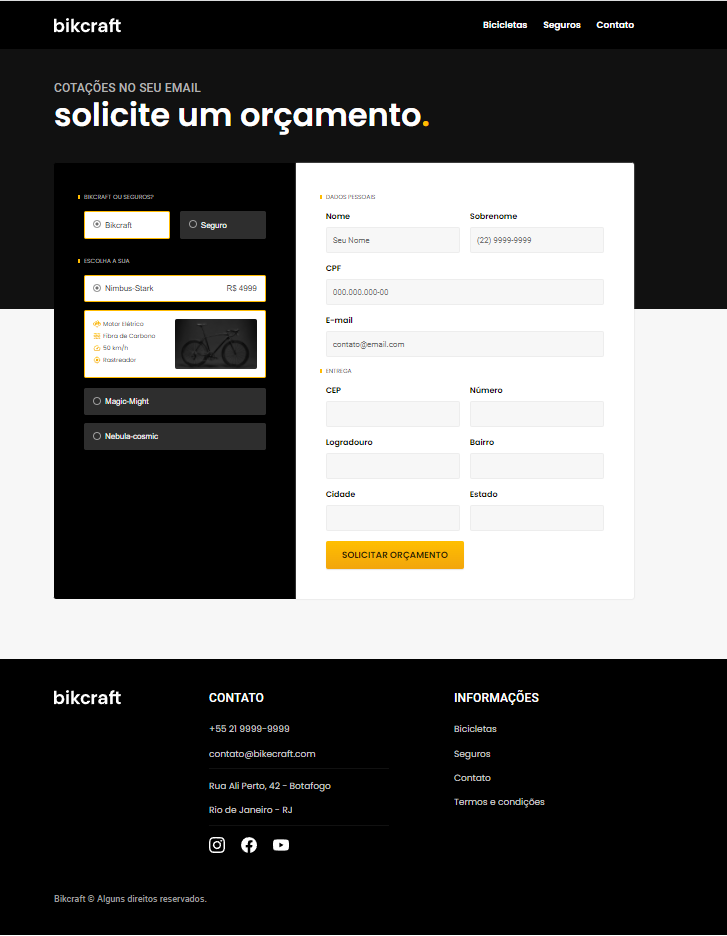 bikcraft
Bicicletas Seguros Contato
COTAÇÕES NO SEU EMAIL
solicite um orçamento.
BIKCRAFT OU SEGUROS?
Bikcraft
Seguro
ESCOLHA A SUA
Nimbus-Stark R$ 4999
Motor Elétrico
Fibra de Carbono
50 km/h
Rastreador
Magio-Might
Nebula-cosmic
DADOS PESSOAIS
Nome Sobrenome
Seu Nome (22) 9999-9999
CPF
000.000.000-00
E-mail
contato@email.com
ENTREGA
CEP Número
Logradouro Bairro
Cidade Estado
SOLICITAR ORÇAMENTO
bikcraft
CONTATO
+55 21 9999-9999
contato@bikecraft.com
Rua Ali Perto, 42 - Botafogo
Rio de Janeiro - RJ
INFORMAÇÕES
Bicicletas
Seguros
Contato
Termos e condições
Bikcraft © Alguns direitos reservados.